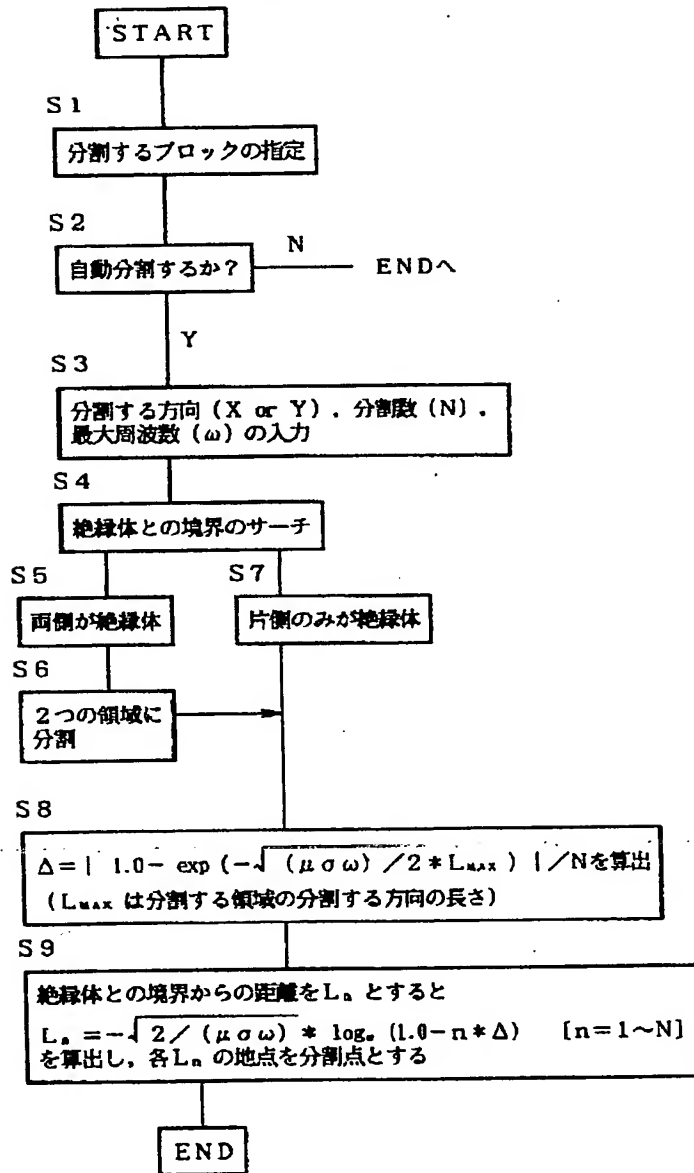 START
S1
分割するブロックの指定
S2
自動分割するか?
N
ENDへ
Y
S3
分割する方向 (X or Y),分割数 (N),
最大周波数 (ω) の入力
S4
絶縁体との境界のサーチ
S5
S7
両側が絶縁体
片側のみが絶縁体
S6
2つの領域に
分割
S8
Δ=| 1.0- exp (-√(μσω)/2*L_MAX) |/Nを算出
(L_MAX は分割する領域の分割する方向の長さ)
S9
絶縁体との境界からの距離をL_n とすると
L_n =-√2/(μσω) * log_e (1.0-n*Δ) [n=1~N]
を算出し,各L_n の地点を分割点とする
END